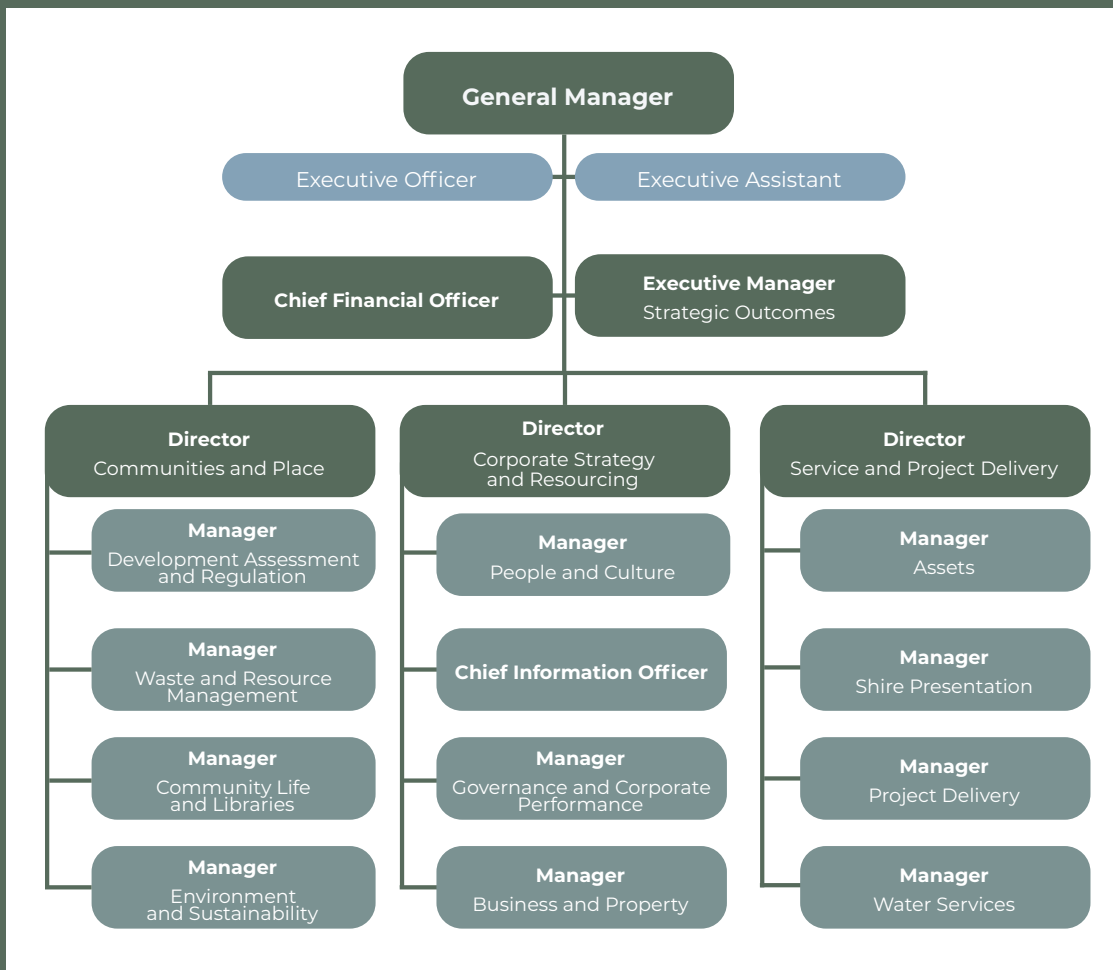 General Manager
Executive Officer
Executive Assistant
Chief Financial Officer
Executive Manager
Strategic Outcomes
Director
Communities and Place
Manager
Development Assessment
and Regulation
Manager
Waste and Resource
Management
Manager
Community Life
and Libraries
Manager
Environment
and Sustainability
Director
Corporate Strategy
and Resourcing
Manager
People and Culture
Chief Information Officer
Manager
Governance and Corporate
Performance
Manager
Business and Property
Director
Service and Project Delivery
Manager
Assets
Manager
Shire Presentation
Manager
Project Delivery
Manager
Water Services